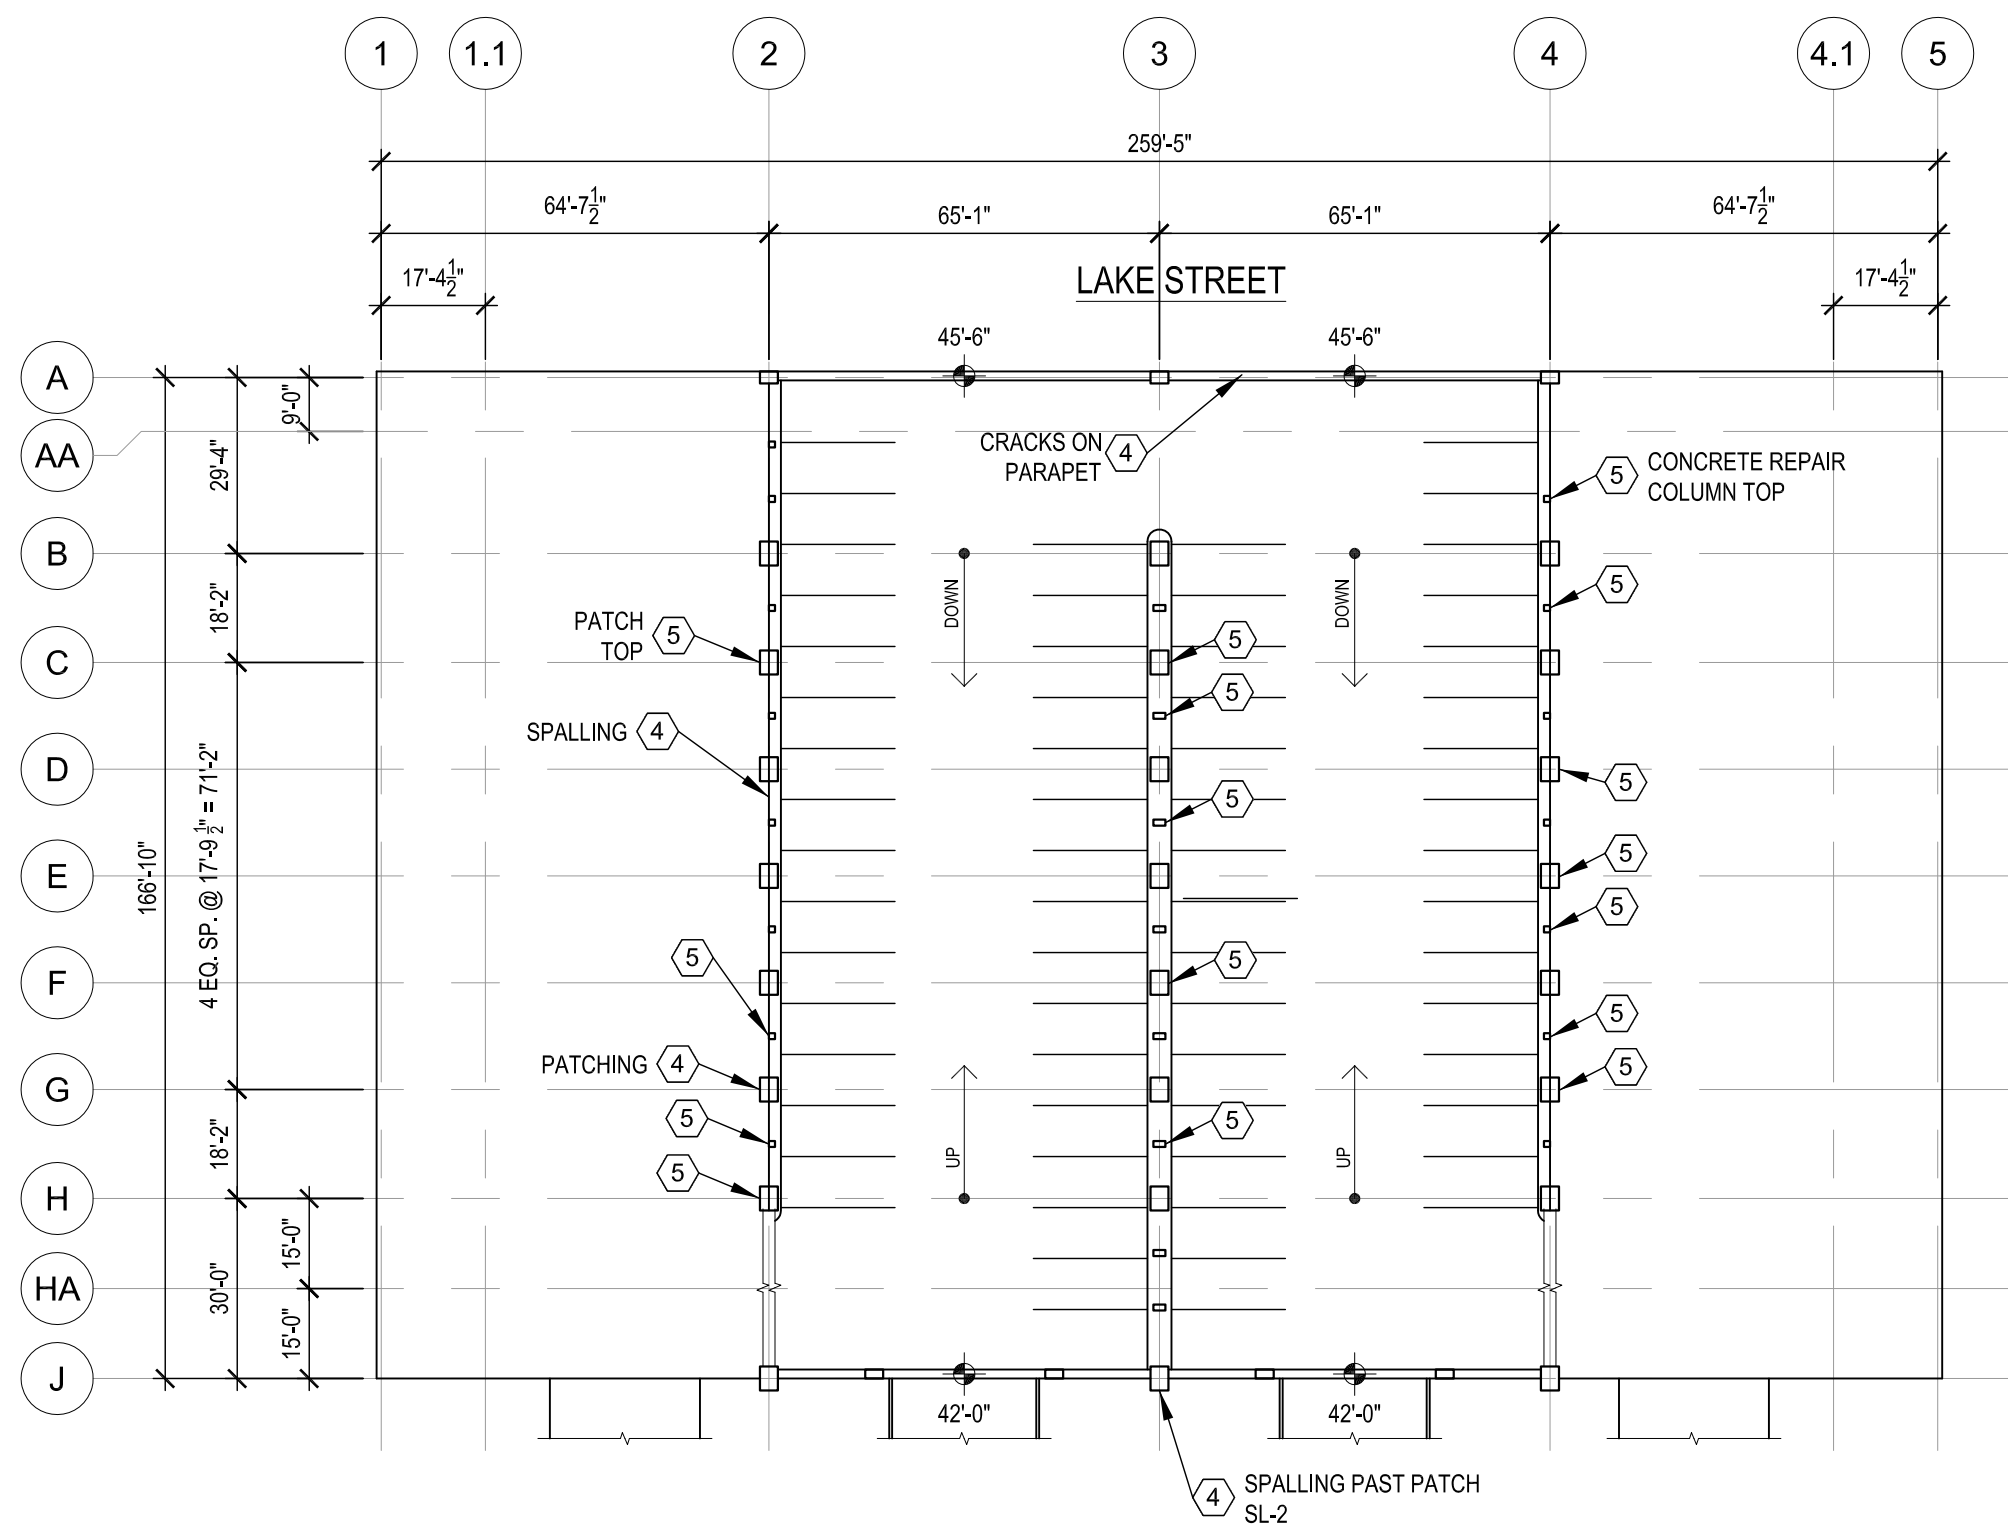 1 1.1 2 3 4 4.1 5
259'-5"
64'-7 1/2" 65'-1" 65'-1" 64'-7 1/2"
17'-4 1/2" LAKE STREET 17'-4 1/2"
45'-6" 45'-6"
A
9'-0"
AA
29'-4"
CRACKS ON
PARAPET
4
5
CONCRETE REPAIR
COLUMN TOP
B
18'-2"
DOWN
DOWN
5
PATCH
TOP
5
5
C
5
SPALLING 4
D
5
5
4 EQ. SP. @ 17'-9 1/2" = 71'-2"
166'-10"
E
5
5
5
5
F
5
PATCHING 4
5
G
5
5
18'-2"
UP
UP
5
H
15'-0"
30'-0"
HA
15'-0"
J
42'-0" 42'-0"
4
SPALLING PAST PATCH
SL-2